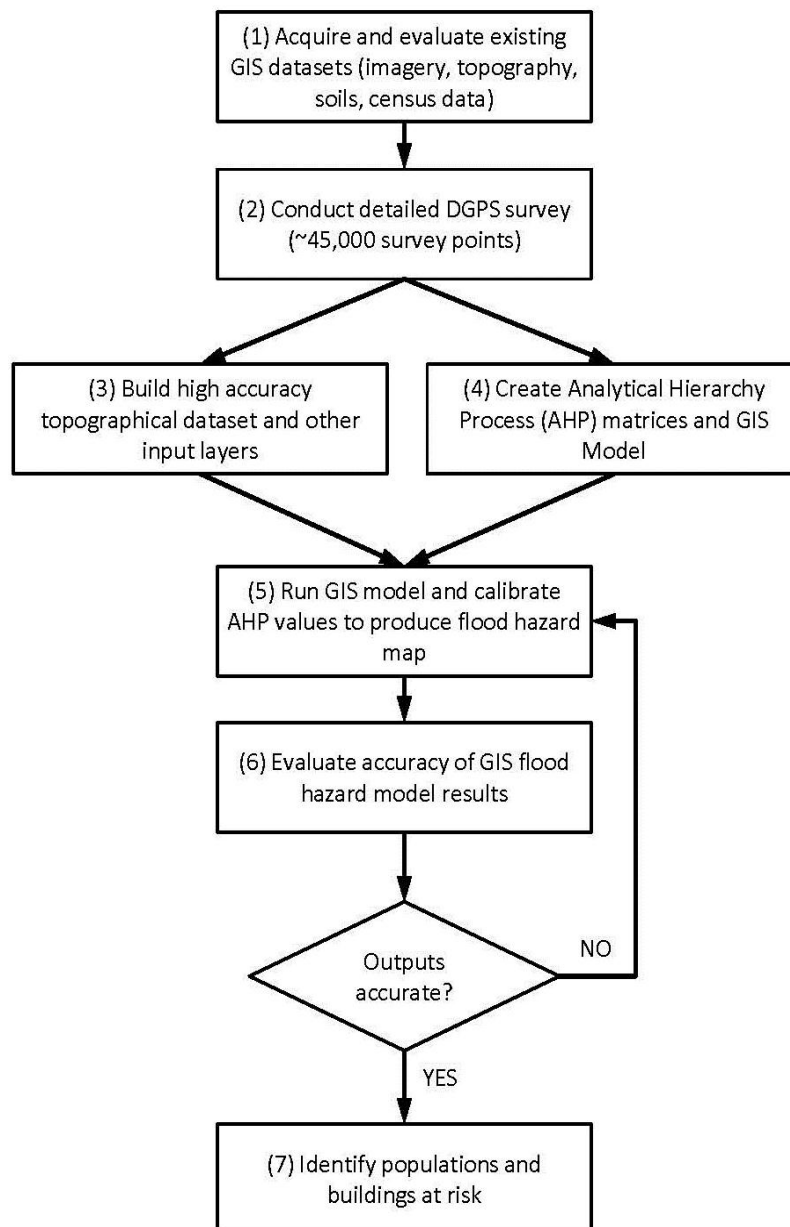 (1) Acquire and evaluate existing
GIS datasets (imagery, topography,
soils, census data)
(2) Conduct detailed DGPS survey
(~45,000 survey points)
(3) Build high accuracy
topographical dataset and other
input layers
(4) Create Analytical Hierarchy
Process (AHP) matrices and GIS
Model
(5) Run GIS model and calibrate
AHP values to produce flood hazard
map
(6) Evaluate accuracy of GIS flood
hazard model results
Outputs
accurate?
NO
YES
(7) Identify populations and
buildings at risk